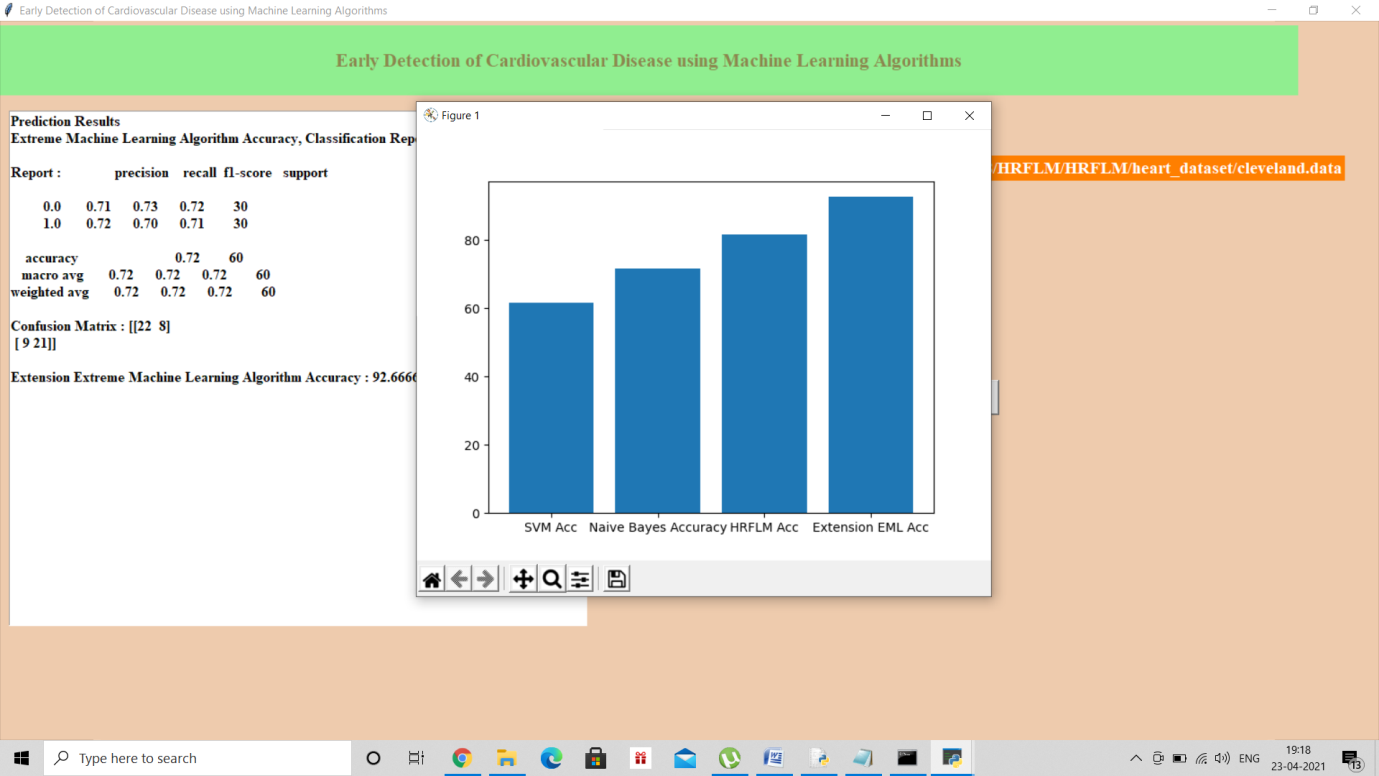 Early Detection of Cardiovascular Disease using Machine Learning Algorithms
Early Detection of Cardiovascular Disease using Machine Learning Algorithms
Prediction Results
Extreme Machine Learning Algorithm Accuracy, Classification
Report : precision recall f1-score support
0.0 0.71 0.73 0.72 30
1.0 0.72 0.70 0.71 30
accuracy 0.72 60
macro avg 0.72 0.72 0.72 60
weighted avg 0.72 0.72 0.72 60
Confusion Matrix : [[22 8]
[ 9 21]]
Extension Extreme Machine Learning Algorithm Accuracy : 92.666
/HRFLM/HRFLM/heart_dataset/cleveland.data
Figure 1
80
60
40
20
0
SVM Acc Naive Bayes Accuracy HRFLM Acc Extension EML Acc
Type here to search
ENG
19:18
23-04-2021
13